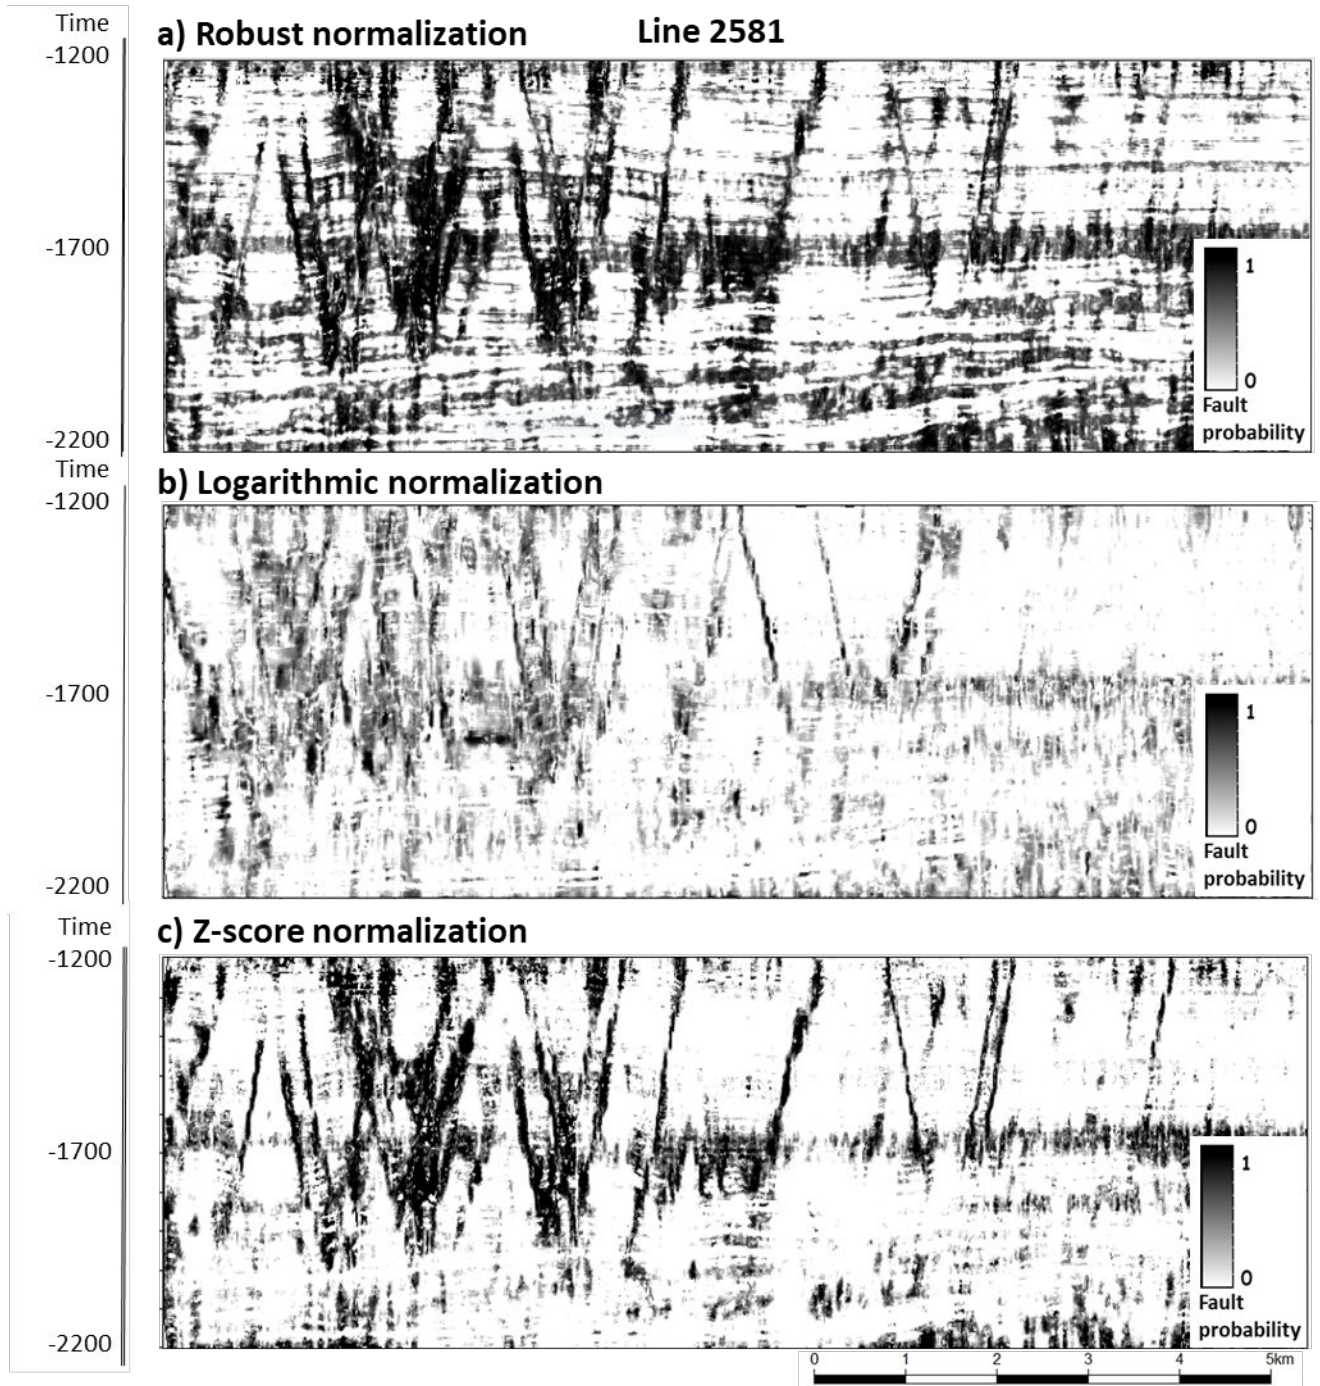 Time
a) Robust normalization Line 2581
-1200
-1700
1
0
Fault
probability
-2200
Time
b) Logarithmic normalization
-1200
-1700
1
0
Fault
probability
-2200
Time
c) Z-score normalization
-1200
-1700
1
0
Fault
probability
-2200
0 1 2 3 4 5km